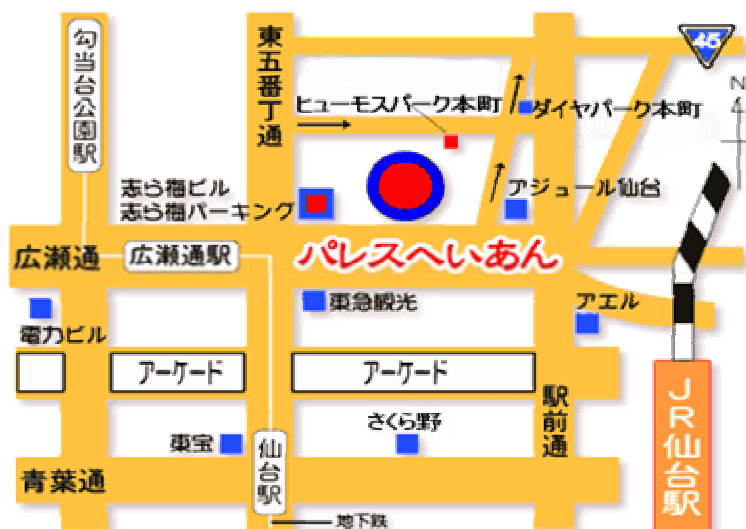 勾当台公園駅
東五番丁通
45
N
ヒューモスパーク本町
ダイヤパーク本町
志ら梅ビル
志ら梅パーキング
アジュール仙台
広瀬通
広瀬通駅
パレスへいあん
東急観光
アエル
電力ビル
アーケード
アーケード
駅前通
JR仙台駅
さくら野
東宝
仙台駅
青葉通
地下鉄